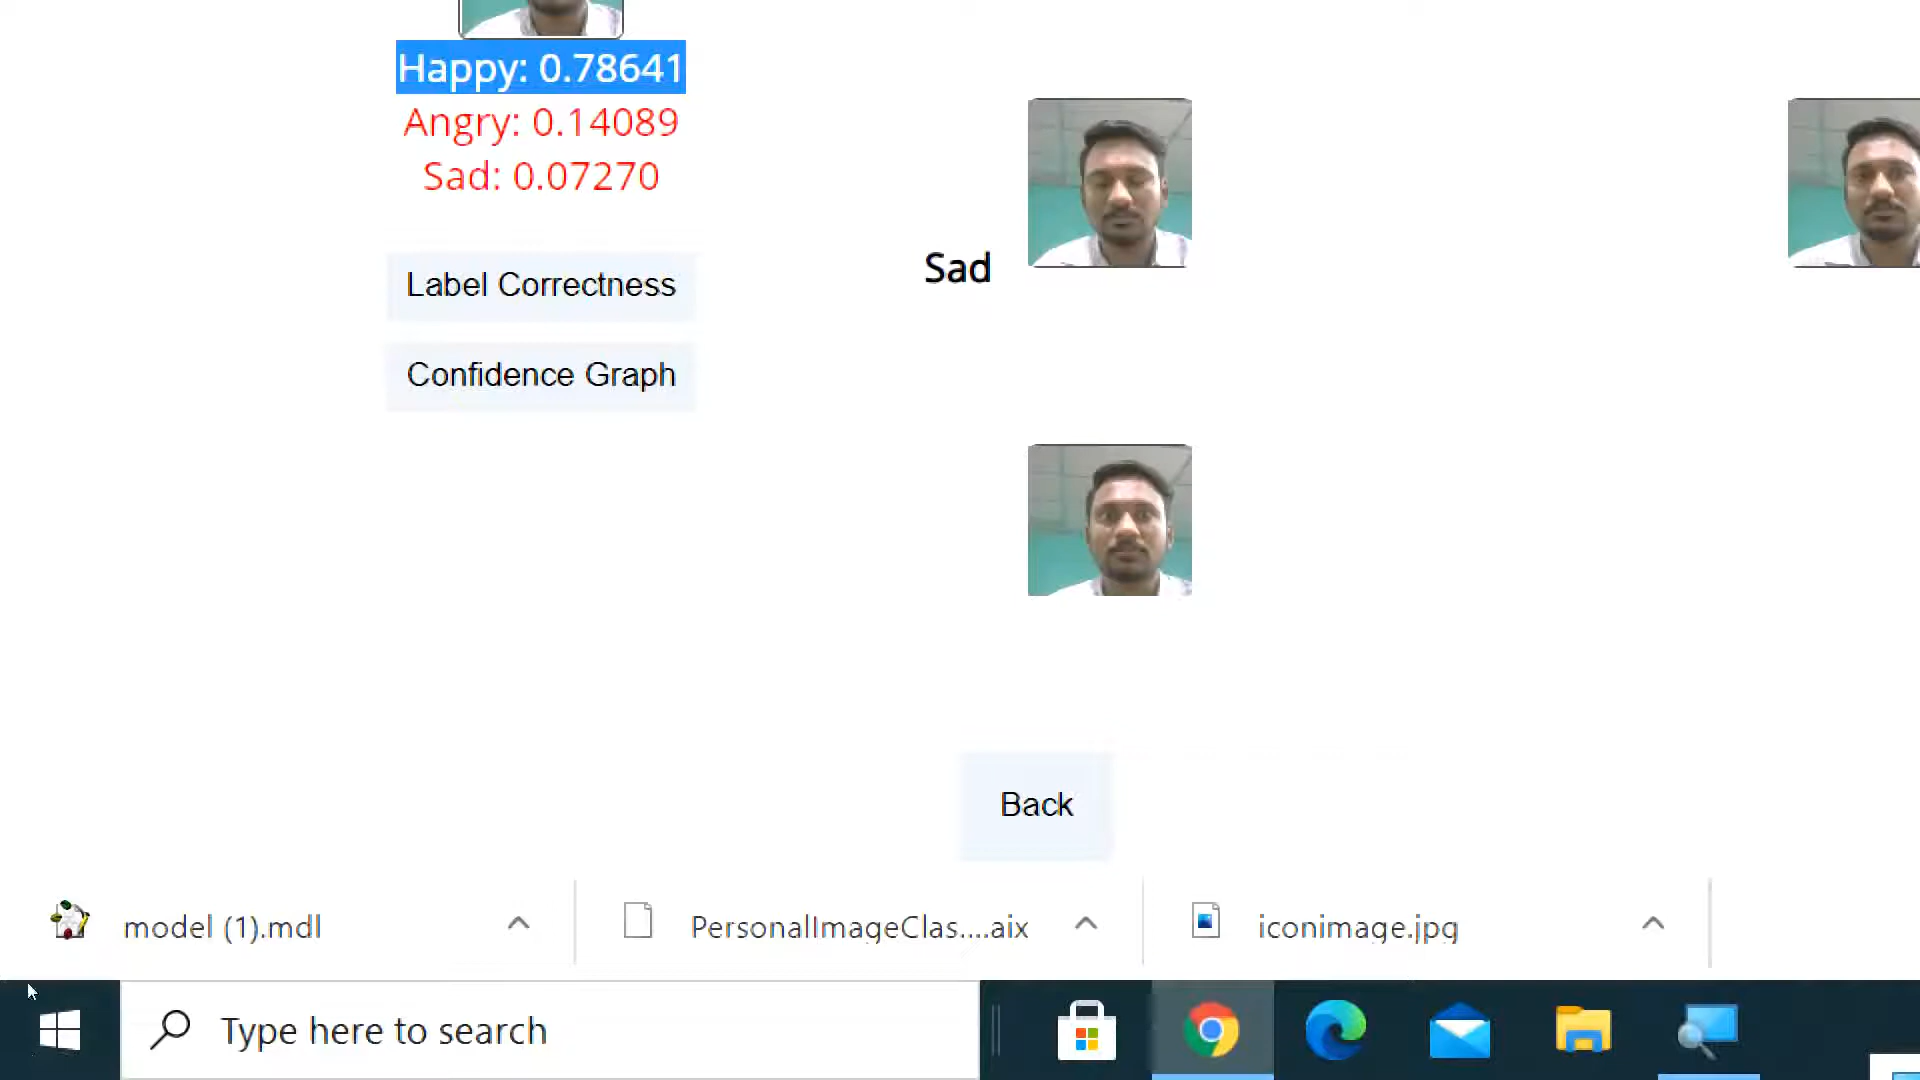 Happy: 0.78641
Angry: 0.14089
Sad: 0.07270
Label Correctness
Confidence Graph
Sad
Back
model (1).mdl
PersonalImageClas....aix
iconimage.jpg
Type here to search